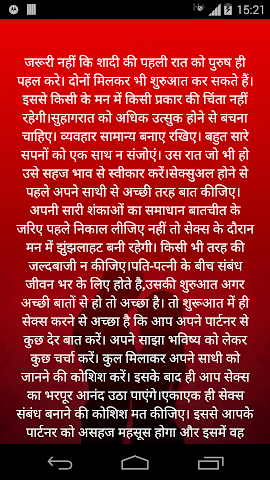 15:21
जरूरी नहीं कि शादी की पहली रात को पुरुष ही
पहल करे। दोनों मिलकर भी शुरुआत कर सकते हैं।
इससे किसी के मन में किसी प्रकार की चिंता नहीं
रहेगी।सुहागरात को अधिक उत्सुक होने से बचना
चाहिए। व्यवहार सामान्य बनाए रखिए। बहुत सारे
सपनों को एक साथ न संजोएं। उस रात जो भी हो
उसे सहज भाव से स्वीकार करें।सेक्सुअल होने से
पहले अपने साथी से अच्छी तरह बात कीजिए।
अपनी सारी शंकाओं का समाधान बातचीत के
जरिए पहले निकाल लीजिए नहीं तो सेक्स के दौरान
मन में झुंझलाहट बनी रहेगी। किसी भी तरह की
जल्दबाजी न कीजिए।पति-पत्नी के बीच संबंध
जीवन भर के लिए होते है,उसकी शुरुआत अगर
अच्छी बातों से हो तो अच्छा है। तो शुरूआत में ही
सेक्स करने से अच्छा है कि आप अपने पार्टनर से
कुछ देर बात करें। अपने साझा भविष्य को लेकर
कुछ चर्चा करें। कुल मिलाकर अपने साथी को
जानने की कोशिश करें। इसके बाद ही आप सेक्स
का भरपूर आनंद उठा पाएंगे।एकाएक ही सेक्स
संबंध बनाने की कोशिश मत कीजिए। इससे आपके
पार्टनर को असहज महसूस होगा और इसमें वह